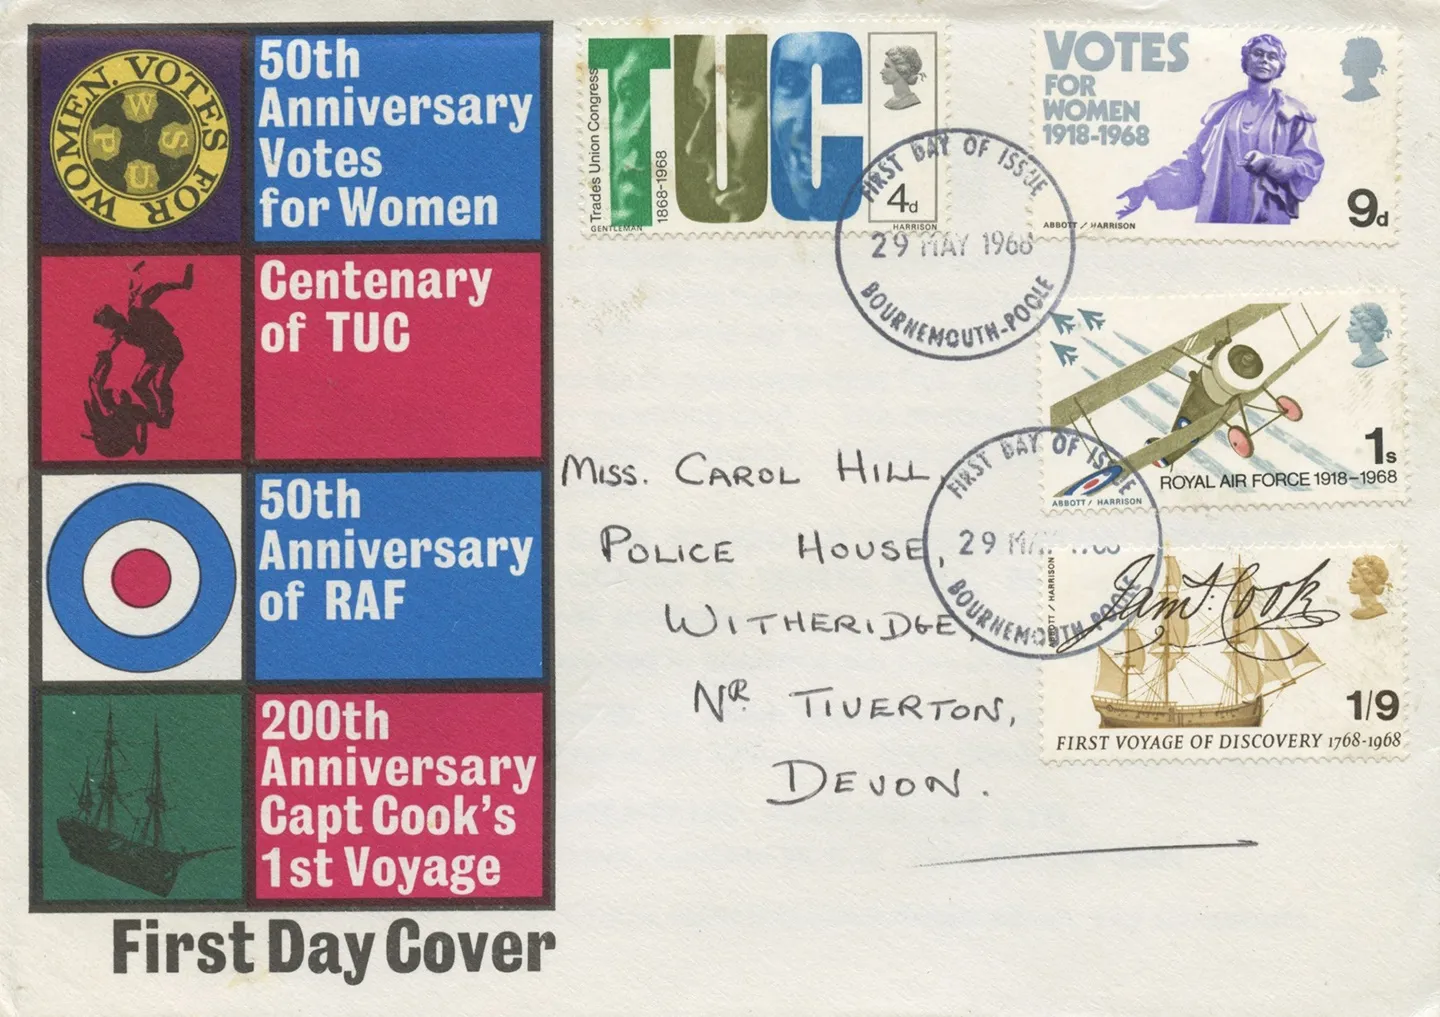 VOTES FOR WOMEN.
W S P U.
50th
Anniversary
Votes
for Women
Centenary
of TUC
50th
Anniversary
of RAF
200th
Anniversary
Capt Cook's
1st Voyage
First Day Cover
TUC
Trades Union Congress
1868-1968
4d
GENTLEMAN
HARRISON
VOTES
FOR
WOMEN
1918-1968
9d
ABBOTT / HARRISON
FIRST DAY OF ISSUE
29 MAY 1968
BOURNEMOUTH-POOLE
1s
ROYAL AIR FORCE 1918-1968
ABBOTT / HARRISON
FIRST DAY OF ISSUE
29 MAY 1968
BOURNEMOUTH-POOLE
ABBOTT / HARRISON
Jams. Cook
1/9
FIRST VOYAGE OF DISCOVERY 1768-1968
MISS. CAROL HILL,
POLICE HOUSE,
WITHERIDGE,
NR. TIVERTON,
DEVON.